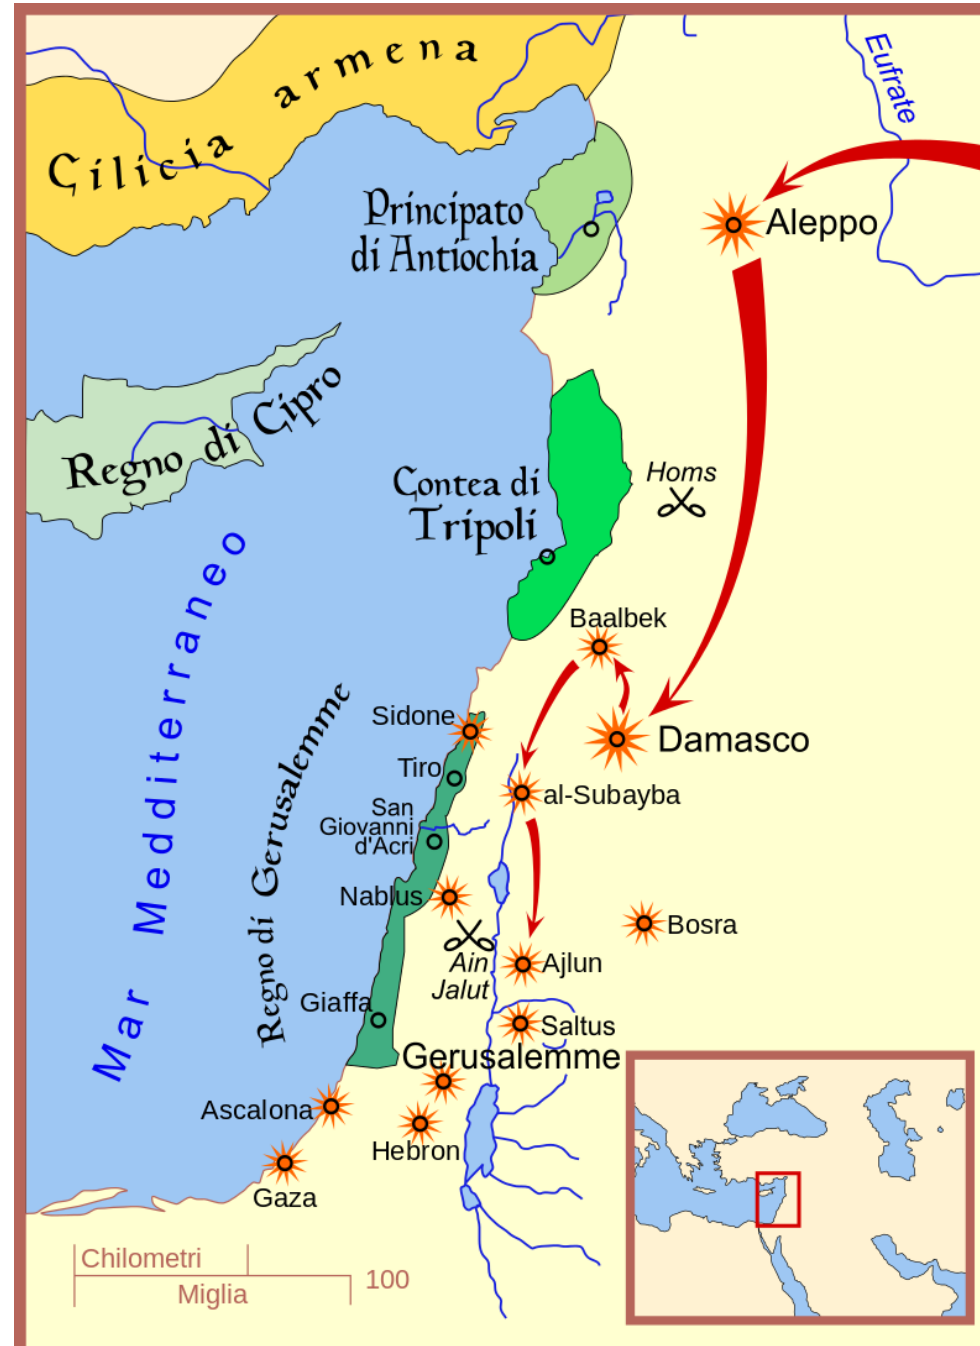 Cilicia armena
Eufrate
Principato
di Antiochia
Aleppo
Regno di Cipro
Contea di
Tripoli
Homs
Mar Medditerraneo
Baalbek
Regno di Gerusalemme
Sidone
Damasco
Tiro
al-Subayba
San
Giovanni
d'Acri
Nablus
Bosra
Ain
Jalut
Ajlun
Giaffa
Saltus
Gerusalemme
Ascalona
Hebron
Gaza
Chilometri
Miglia
100